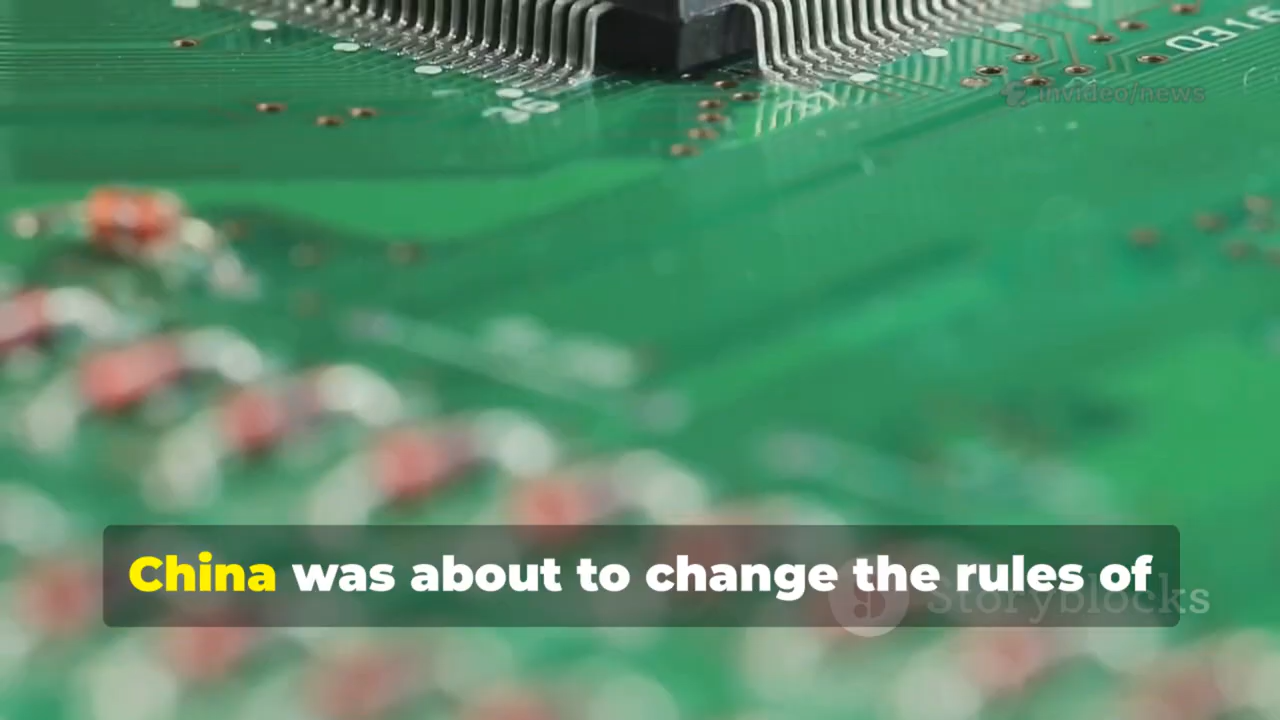 Q316
invideo/news
China was about to change the rules of
Storyblocks